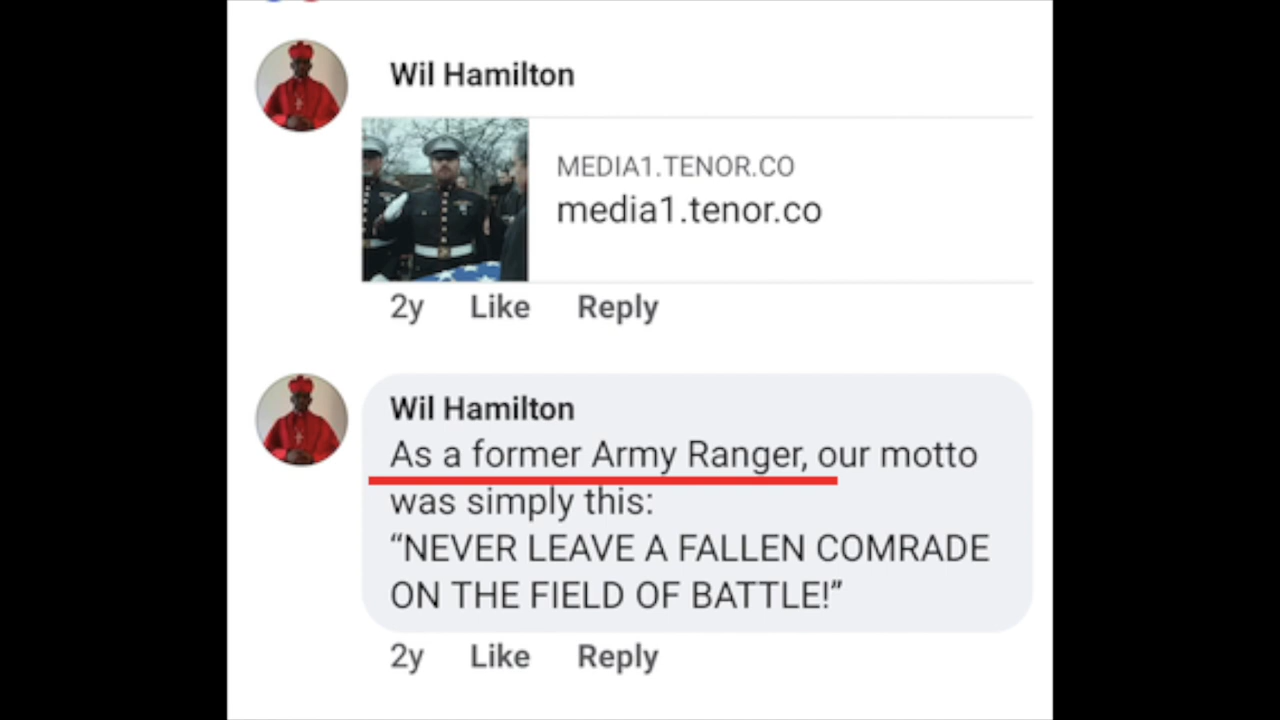 Wil Hamilton
MEDIA1.TENOR.CO
media1.tenor.co
2y Like Reply
Wil Hamilton
As a former Army Ranger, our motto
was simply this:
“NEVER LEAVE A FALLEN COMRADE
ON THE FIELD OF BATTLE!”
2y Like Reply